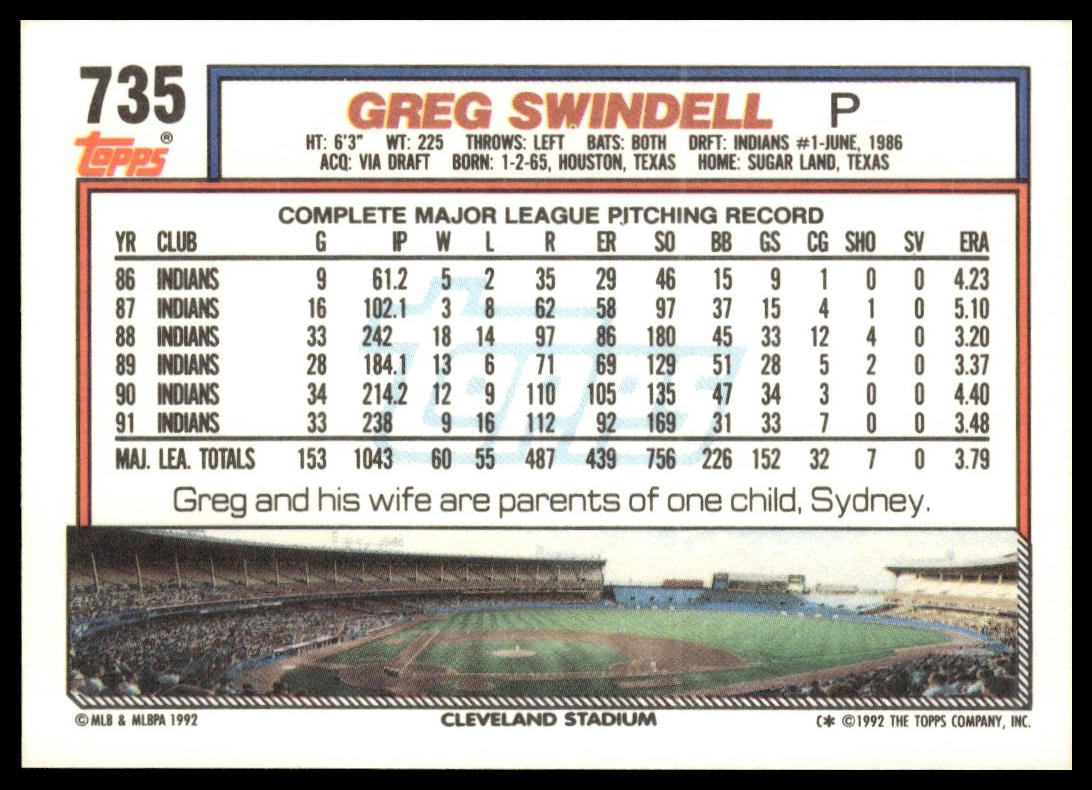 735
topps®
GREG SWINDELL P
HT: 6'3" WT: 225 THROWS: LEFT BATS: BOTH DRFT: INDIANS #1-JUNE, 1986
ACQ: VIA DRAFT BORN: 1-2-65, HOUSTON, TEXAS HOME: SUGAR LAND, TEXAS
COMPLETE MAJOR LEAGUE PITCHING RECORD
YR CLUB G IP W L R ER SO BB GS CG SHO SV ERA
86 INDIANS 9 61.2 5 2 35 29 46 15 9 1 0 0 4.23
87 INDIANS 16 102.1 3 8 62 58 97 37 15 4 1 0 5.10
88 INDIANS 33 242 18 14 97 86 180 45 33 12 4 0 3.20
89 INDIANS 28 184.1 13 6 71 69 129 51 28 5 2 0 3.37
90 INDIANS 34 214.2 12 9 110 105 135 47 34 3 0 0 4.40
91 INDIANS 33 238 9 16 112 92 169 31 33 7 0 0 3.48
MAJ. LEA. TOTALS 153 1043 60 55 487 439 756 226 152 32 7 0 3.79
topps
Greg and his wife are parents of one child, Sydney.
© MLB & MLBPA 1992
CLEVELAND STADIUM
C* ©1992 THE TOPPS COMPANY, INC.